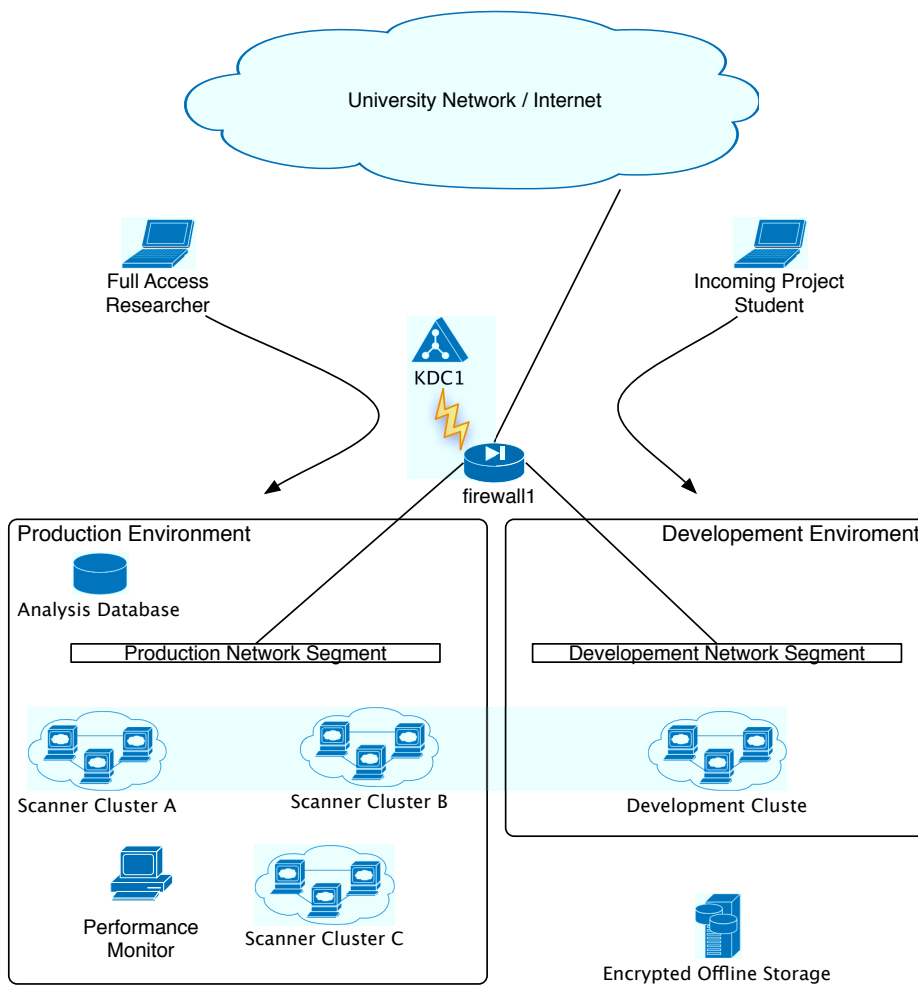 University Network / Internet
Full Access
Researcher
Incoming Project
Student
KDC1
firewall1
Production Environment
Developement Enviroment
Analysis Database
Production Network Segment
Developement Network Segment
Scanner Cluster A
Scanner Cluster B
Development Cluste
Performance
Monitor
Scanner Cluster C
Encrypted Offline Storage